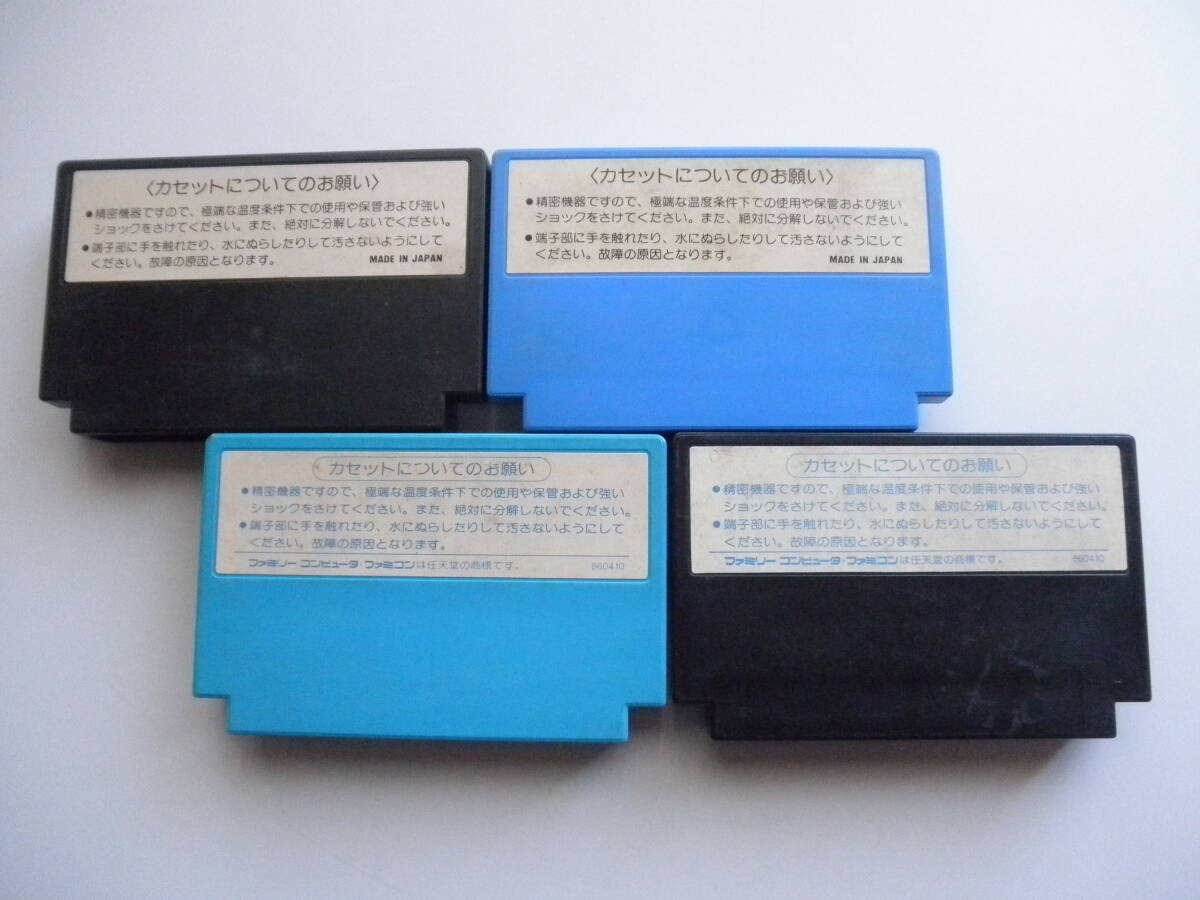 〈カセットについてのお願い〉
●精密機器ですので、極端な温度条件下での使用や保管および強い
ショックをさけてください。また、絶対に分解しないでください。
●端子部に手を触れたり、水にぬらしたりして汚さないようにして
ください。故障の原因となります。 MADE IN JAPAN
〈カセットについてのお願い〉
●精密機器ですので、極端な温度条件下での使用や保管および強い
ショックをさけてください。また、絶対に分解しないでください。
●端子部に手を触れたり、水にぬらしたりして汚さないようにして
ください。故障の原因となります。 MADE IN JAPAN
カセットについてのお願い
●精密機器ですので、極端な温度条件下での使用や保管および強い
ショックをさけてください。また、絶対に分解しないでください。
●端子部に手を触れたり、水にぬらしたりして汚さないようにして
ください。故障の原因となります。
ファミリーコンピュータ・ファミコンは任天堂の商標です。 860410
カセットについてのお願い
●精密機器ですので、極端な温度条件下での使用や保管および強い
ショックをさけてください。また、絶対に分解しないでください。
●端子部に手を触れたり、水にぬらしたりして汚さないようにして
ください。故障の原因となります。
ファミリーコンピュータ・ファミコンは任天堂の商標です。 860410